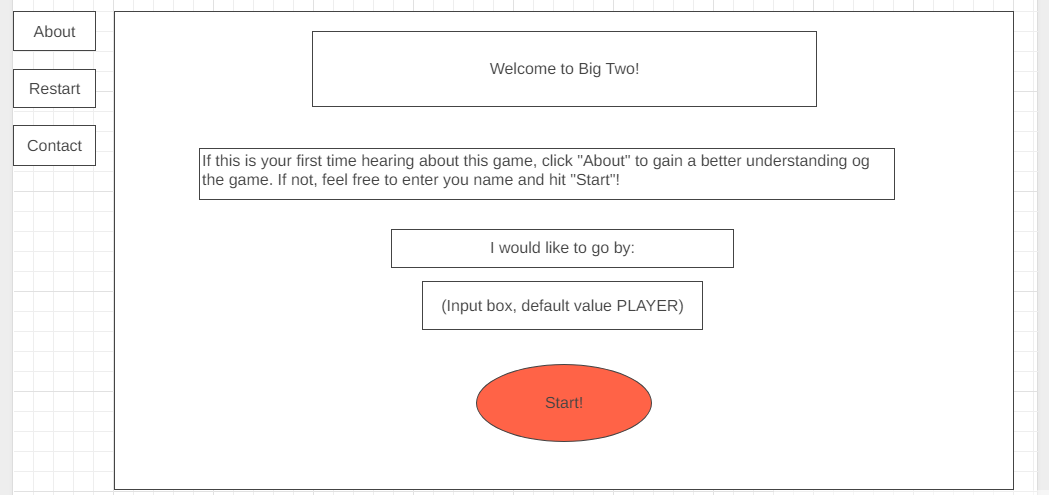 About
Restart
Contact
Welcome to Big Two!
If this is your first time hearing about this game, click "About" to gain a better understanding og
the game. If not, feel free to enter you name and hit "Start"!
I would like to go by:
(Input box, default value PLAYER)
Start!